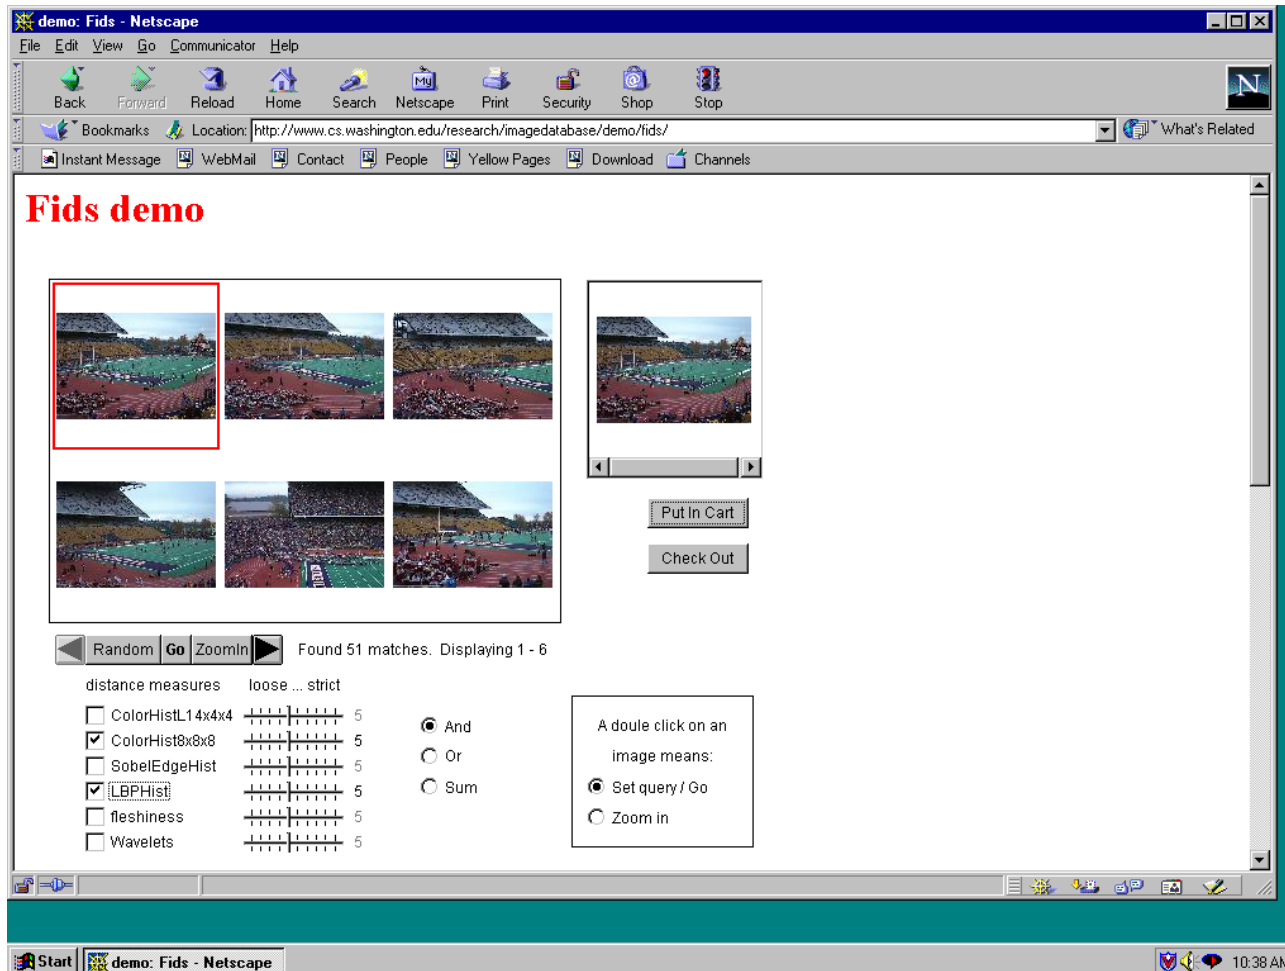 demo: Fids - Netscape
File Edit View Go Communicator Help
My
N
Back Forward Reload Home Search Netscape Print Security Shop Stop
Bookmarks Location: http://www.cs.washington.edu/research/imagedatabase/demo/fids/ What's Related
Instant Message WebMail Contact People Yellow Pages Download Channels
Fids demo
Put In Cart
Check Out
Random Go ZoomIn Found 51 matches. Displaying 1 - 6
distance measures loose ... strict
ColorHistL14x4x4 5
ColorHist8x8x8 5
SobelEdgeHist 5
LBPHist 5
fleshiness 5
Wavelets 5
And
Or
Sum
A doule click on an
image means:
Set query / Go
Zoom in
Start demo: Fids - Netscape 10:38 AM